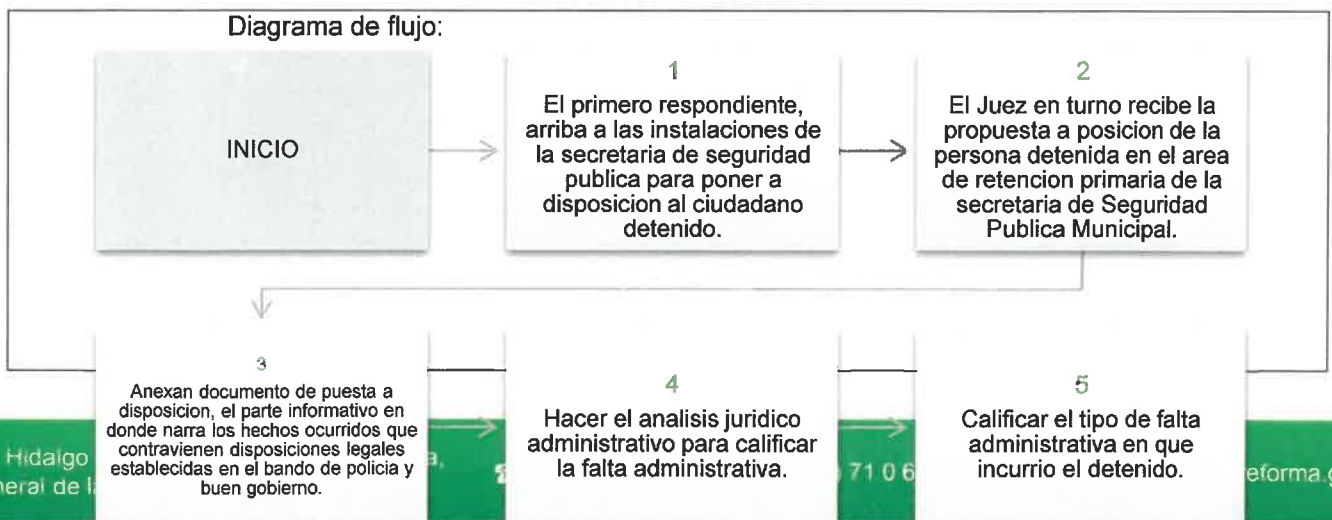 Diagrama de flujo:
INICIO
1
El primero respondiente,
arriba a las instalaciones de
la secretaria de seguridad
publica para poner a
disposicion al ciudadano
detenido.
2
El Juez en turno recibe la
propuesta a posicion de la
persona detenida en el area
de retencion primaria de la
secretaria de Seguridad
Publica Municipal.
3
Anexan documento de puesta a
disposicion, el parte informativo en
donde narra los hechos ocurridos que
contravienen disposiciones legales
establecidas en el bando de policia y
buen gobierno.
4
Hacer el analisis juridico
administrativo para calificar
la falta administrativa.
5
Calificar el tipo de falta
administrativa en que
incurrio el detenido.
Hidalgo
de
71 0 6
eforma.g